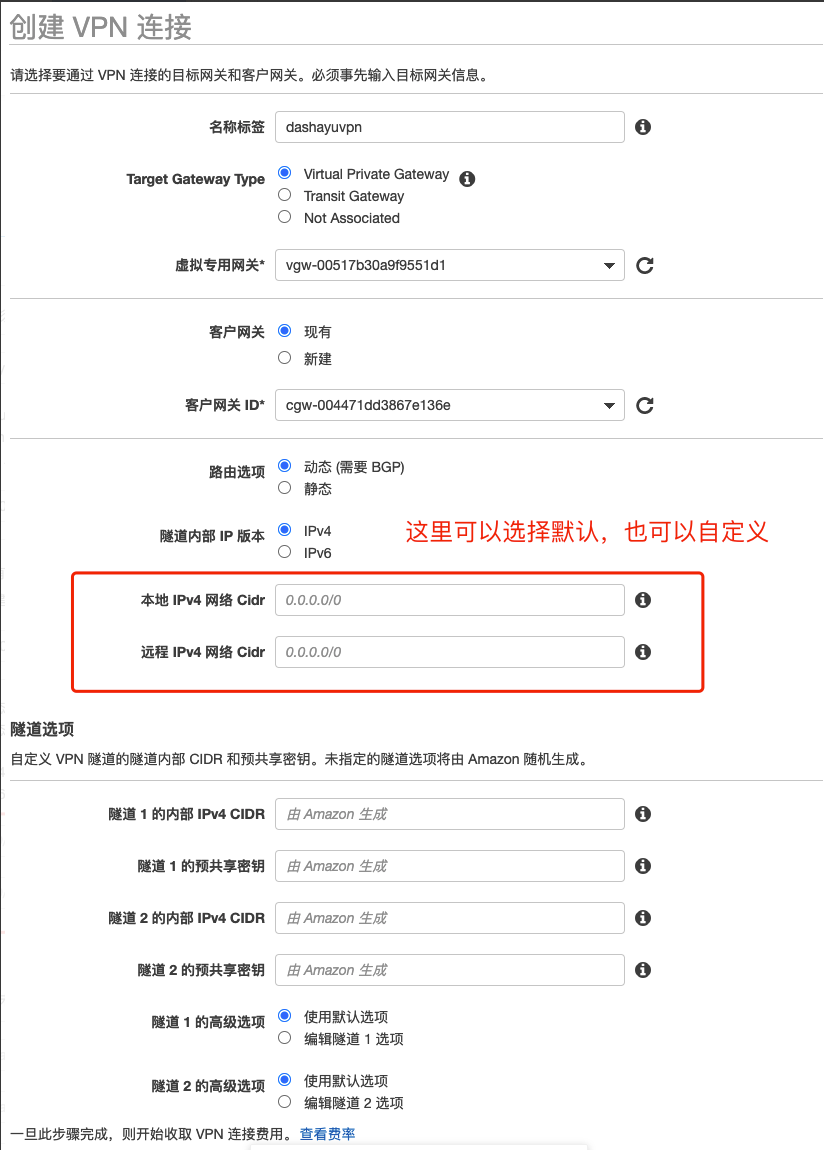 创建 VPN 连接
请选择要通过 VPN 连接的目标网关和客户网关。必须事先输入目标网关信息。
名称标签 dashayuvpn
Target Gateway Type Virtual Private Gateway
Transit Gateway
Not Associated
虚拟专用网关* vgw-00517b30a9f9551d1
客户网关 现有
新建
客户网关 ID* cgw-004471dd3867e136e
路由选项 动态 (需要 BGP)
静态
隧道内部 IP 版本 IPv4
IPv6
这里可以选择默认，也可以自定义
本地 IPv4 网络 Cidr 0.0.0.0/0
远程 IPv4 网络 Cidr 0.0.0.0/0
隧道选项
自定义 VPN 隧道的隧道内部 CIDR 和预共享密钥。未指定的隧道选项将由 Amazon 随机生成。
隧道 1 的内部 IPv4 CIDR 由 Amazon 生成
隧道 1 的预共享密钥 由 Amazon 生成
隧道 2 的内部 IPv4 CIDR 由 Amazon 生成
隧道 2 的预共享密钥 由 Amazon 生成
隧道 1 的高级选项 使用默认选项
编辑隧道 1 选项
隧道 2 的高级选项 使用默认选项
编辑隧道 2 选项
一旦此步骤完成，则开始收取 VPN 连接费用。 查看费率